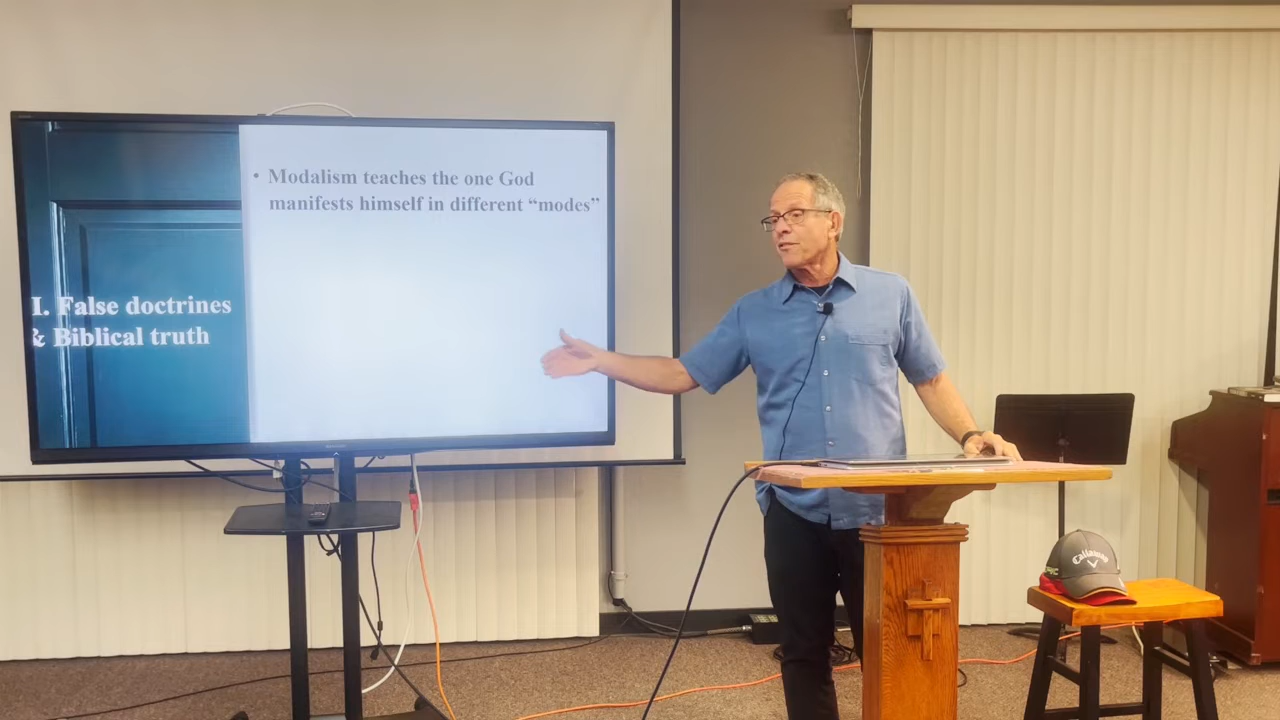 I. False doctrines
& Biblical truth
• Modalism teaches the one God
manifests himself in different “modes”
Callaway